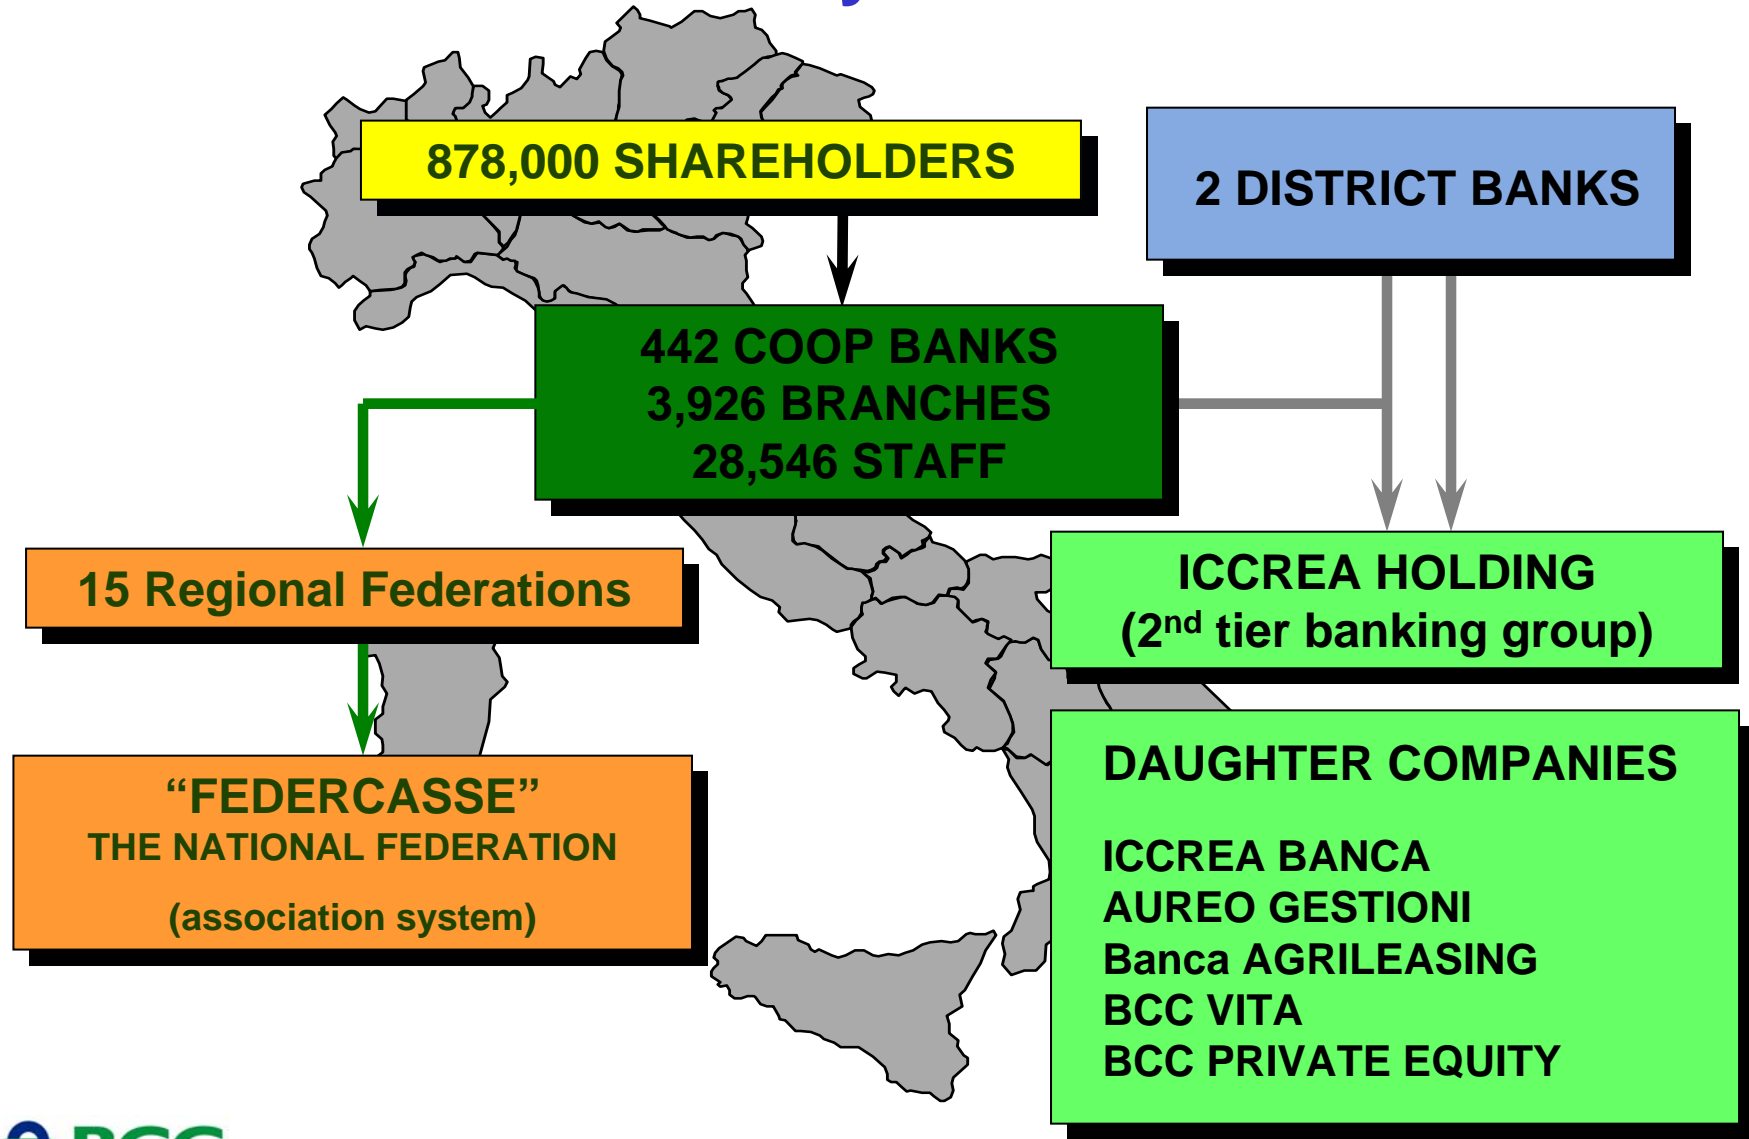 878,000 SHAREHOLDERS
2 DISTRICT BANKS
442 COOP BANKS
3,926 BRANCHES
28,546 STAFF
15 Regional Federations
ICCREA HOLDING
(2nd tier banking group)
“FEDERCASSE”
THE NATIONAL FEDERATION
(association system)
DAUGHTER COMPANIES
ICCREA BANCA
AUREO GESTIONI
Banca AGRILEASING
BCC VITA
BCC PRIVATE EQUITY